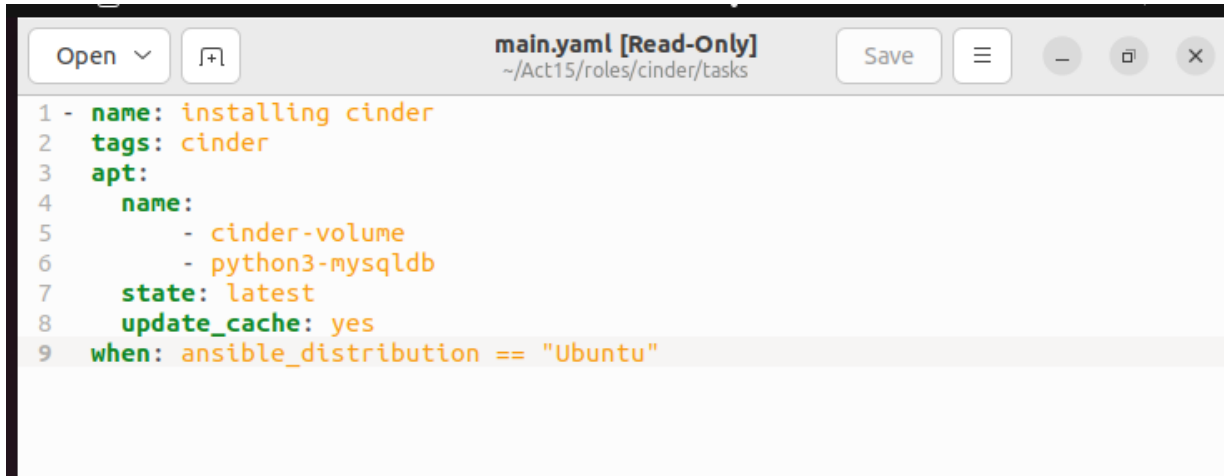 Open
main.yaml [Read-Only]
~/Act15/roles/cinder/tasks
Save
1 - name: installing cinder
2   tags: cinder
3   apt:
4     name:
5         - cinder-volume
6         - python3-mysqldb
7     state: latest
8     update_cache: yes
9   when: ansible_distribution == "Ubuntu"